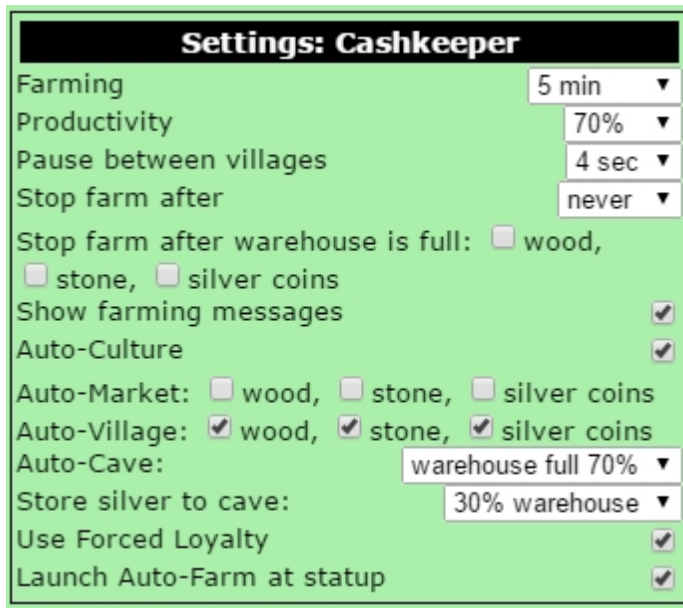 Settings: Cashkeeper
Farming 5 min
Productivity 70%
Pause between villages 4 sec
Stop farm after never
Stop farm after warehouse is full: wood,
stone, silver coins
Show farming messages
Auto-Culture
Auto-Market: wood, stone, silver coins
Auto-Village: wood, stone, silver coins
Auto-Cave: warehouse full 70%
Store silver to cave: 30% warehouse
Use Forced Loyalty
Launch Auto-Farm at statup